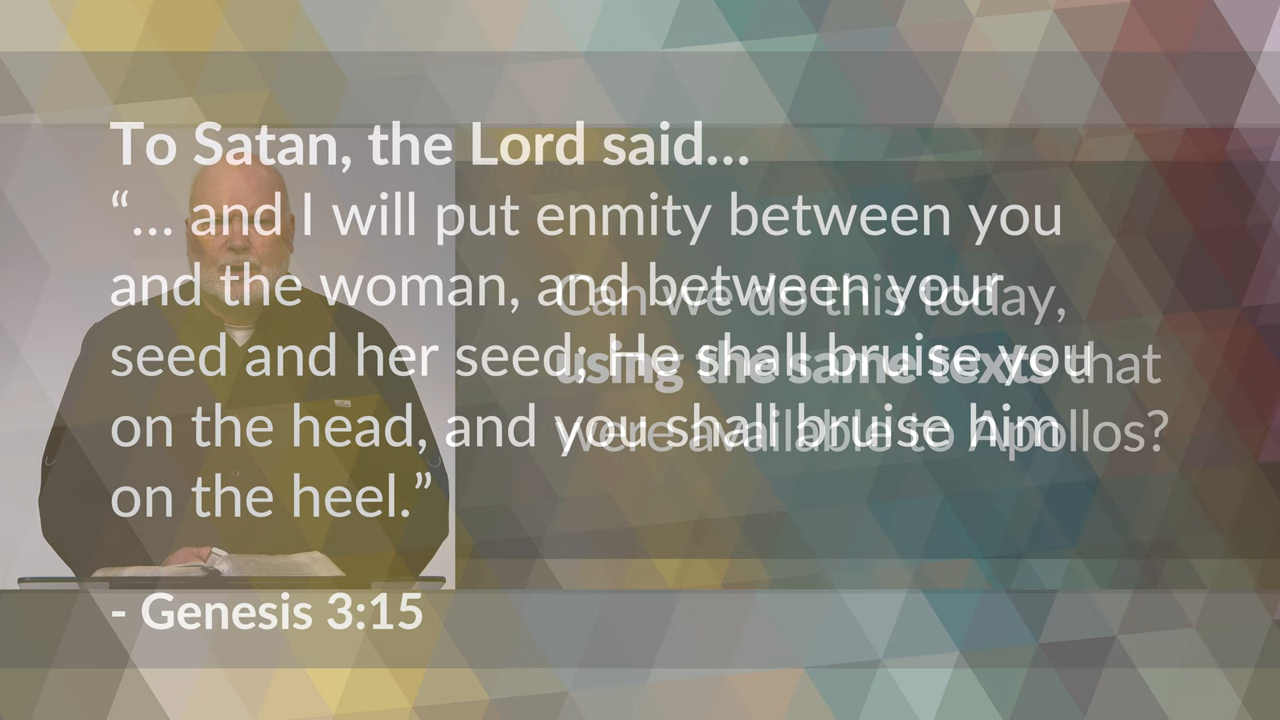 To Satan, the Lord said...
“... and I will put enmity between you
and the woman, and between your
seed and her seed; He shall bruise you
on the head, and you shall bruise him
on the heel.”
- Genesis 3:15
Can we do this today,
using the same texts that
were available to Apollos?